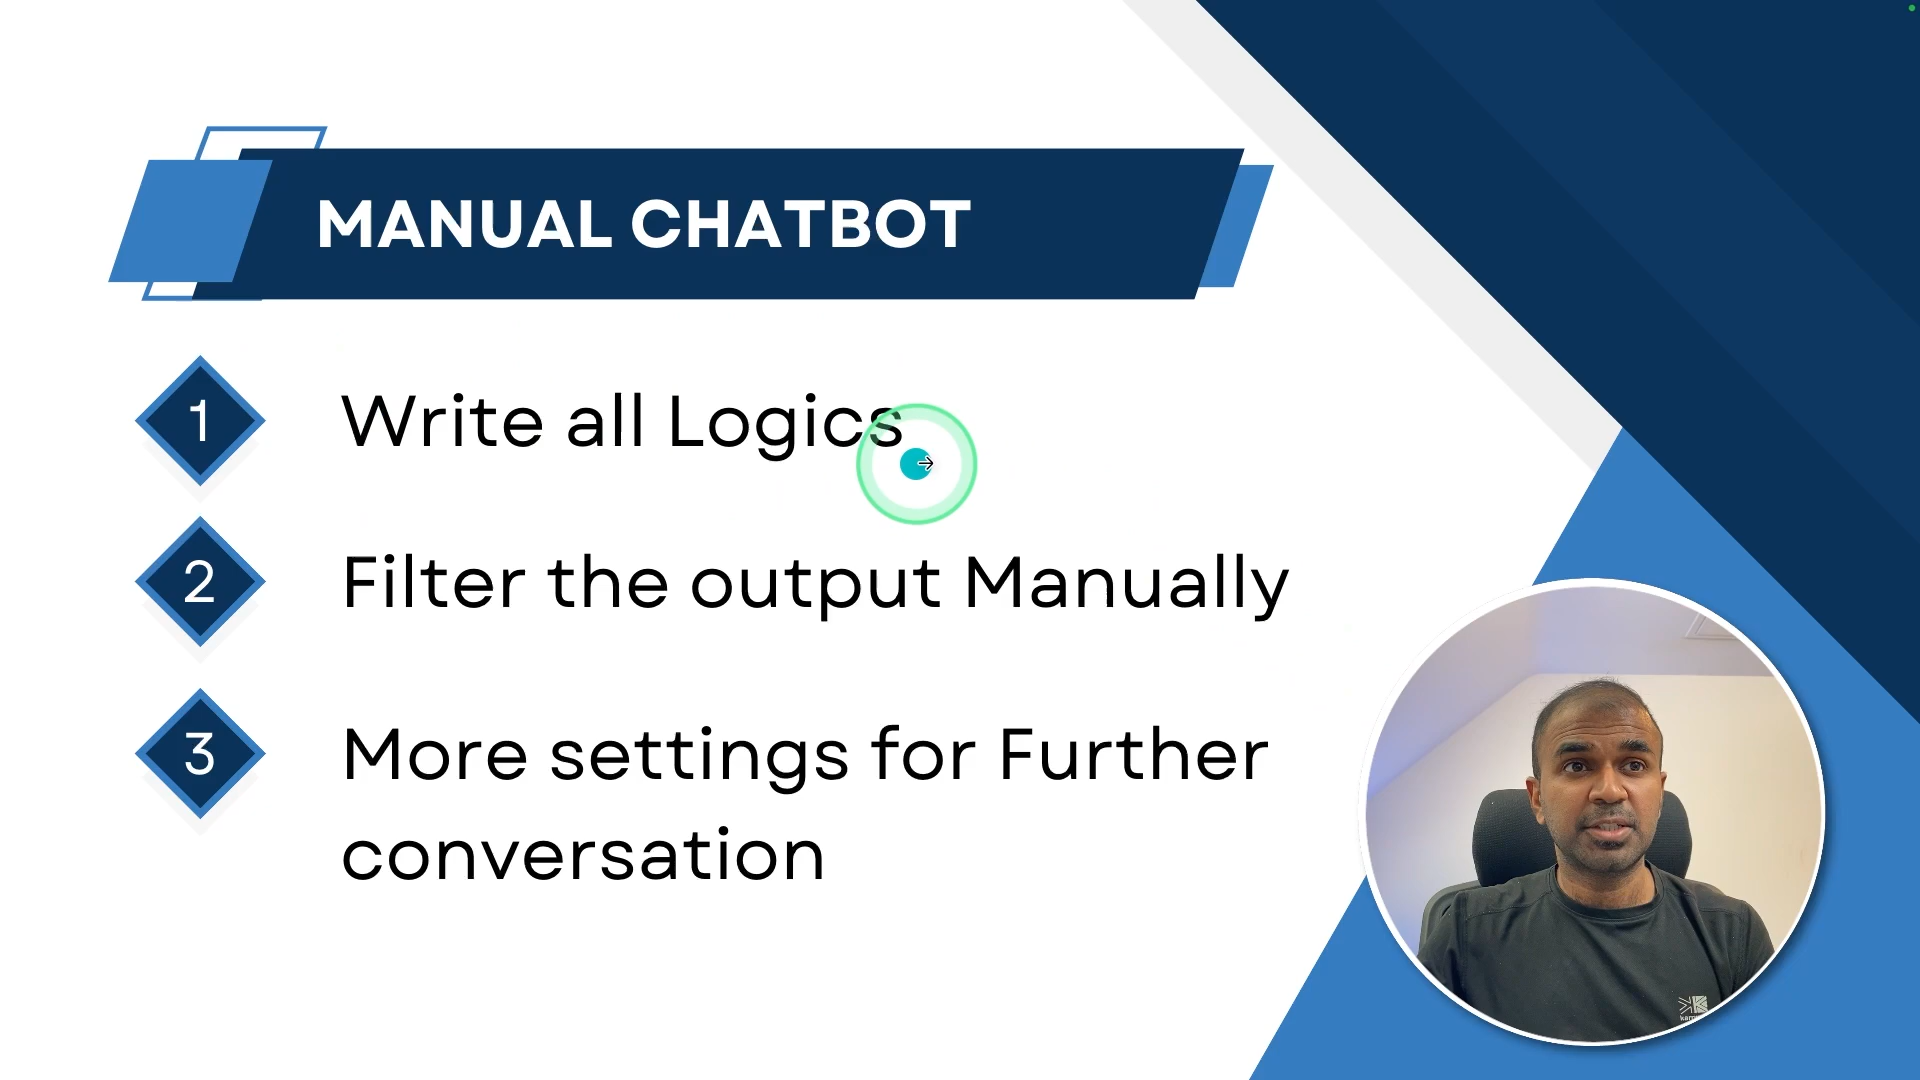 MANUAL CHATBOT
1
Write all Logics
2
Filter the output Manually
3
More settings for Further
conversation